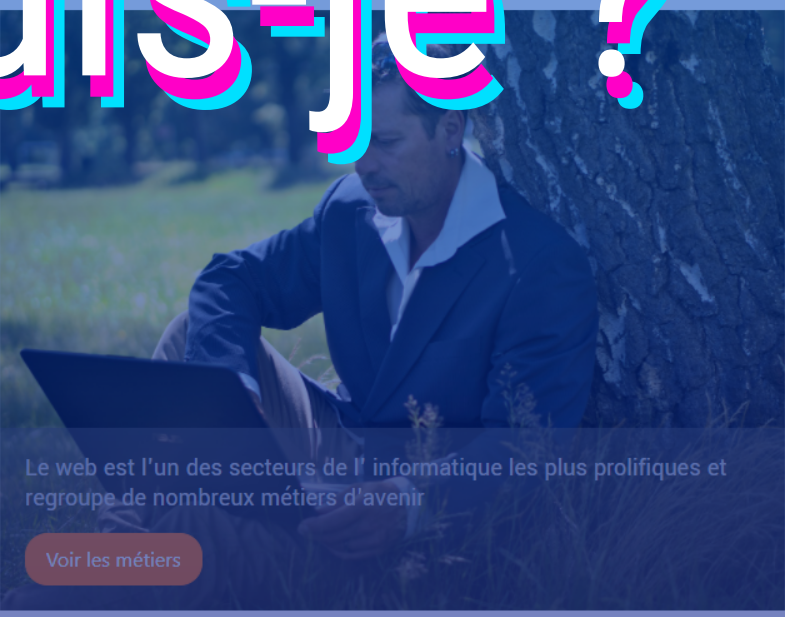 uis-je ?
Le web est l'un des secteurs de l' informatique les plus prolifiques et
regroupe de nombreux métiers d'avenir
Voir les métiers